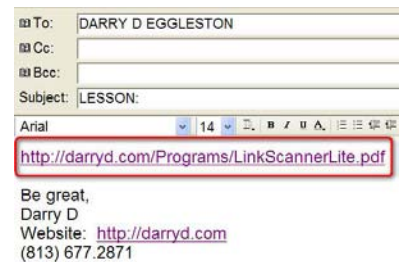 To: DARRY D EGGLESTON
Cc:
Bcc:
Subject: LESSON:
Arial 14 D. B I U A.
http://darryd.com/Programs/LinkScannerLite.pdf
Be great,
Darry D
Website: http://darryd.com
(813) 677.2871